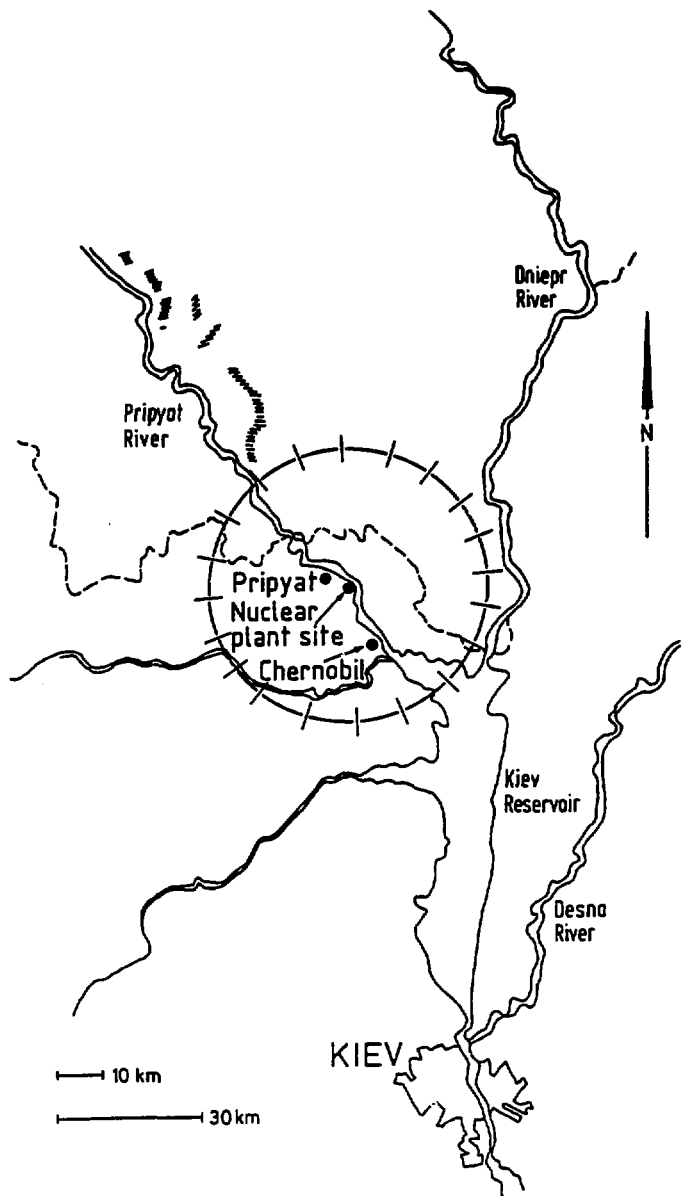 Dniepr
River
N
Pripyat
River
Pripyat
Nuclear
plant site
Chernobil
Kiev
Reservoir
Desna
River
KIEV
10 km
30 km